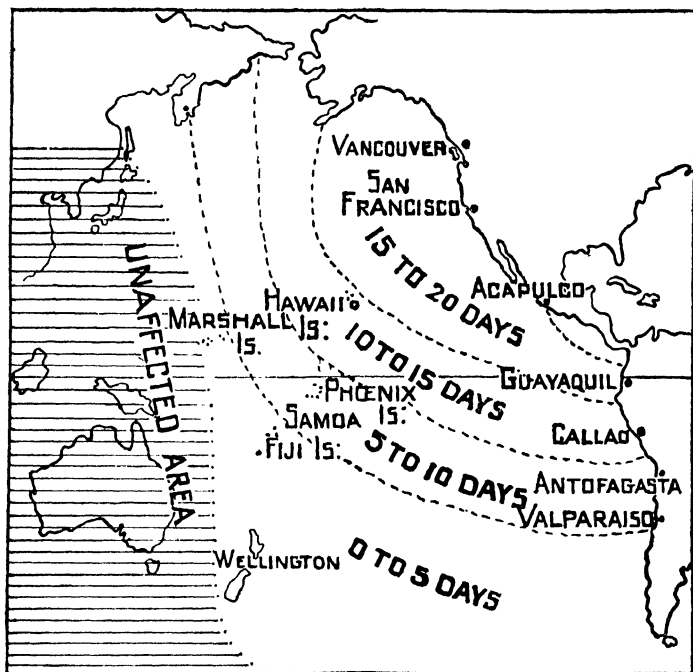 VANCOUVER
SAN
FRANCISCO
15 TO 20 DAYS
ACAPULCO
UNAFFECTED AREA
HAWAII
IS:
MARSHALL
IS.
10 TO 15 DAYS
GUAYAQUIL
PHOENIX
IS:
SAMOA
FIJI IS:
CALLAO
5 TO 10 DAYS
ANTOFAGASTA
VALPARAISO
WELLINGTON
0 TO 5 DAYS